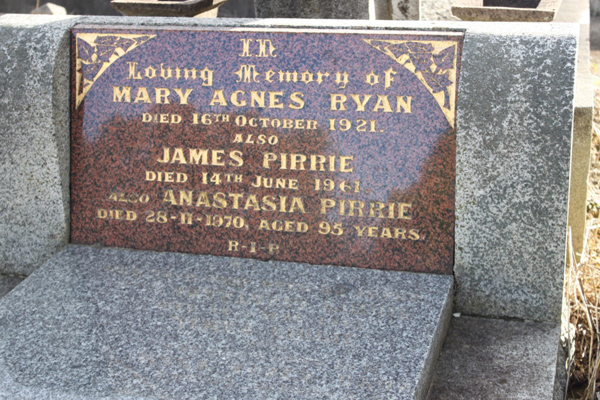 IN
Loving Memory of
MARY AGNES RYAN
DIED 16TH OCTOBER 1921.
ALSO
JAMES PIRRIE
DIED 14TH JUNE 1961.
ALSO ANASTASIA PIRRIE
DIED 28-11-1970, AGED 95 YEARS.
R-I-P